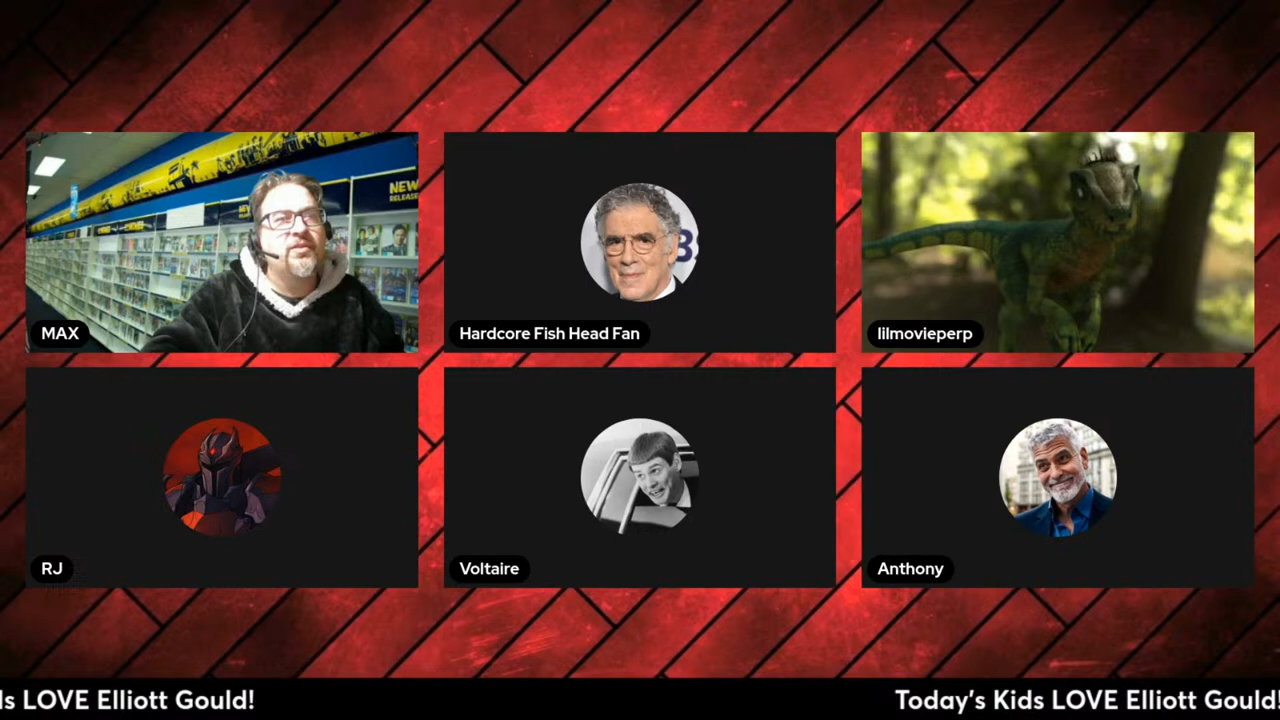 NEW
RELEASE
MAX
Hardcore Fish Head Fan
lilmovieperp
RJ
Voltaire
Anthony
ls LOVE Elliott Gould!
Today's Kids LOVE Elliott Gould!